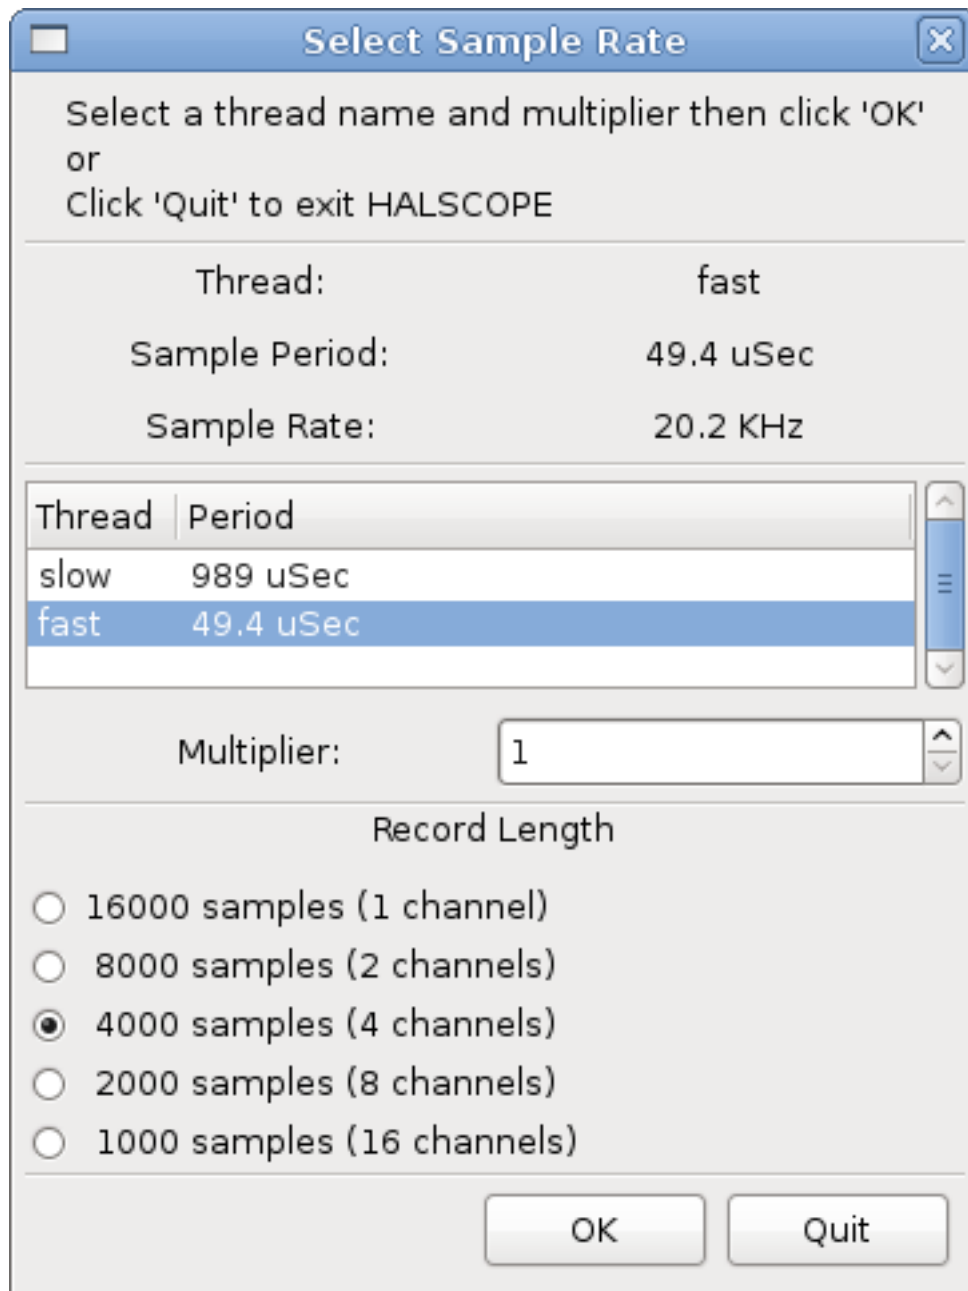 Select Sample Rate
Select a thread name and multiplier then click 'OK'
or
Click 'Quit' to exit HALSCOPE
Thread: fast
Sample Period: 49.4 uSec
Sample Rate: 20.2 KHz
Thread Period
slow 989 uSec
fast 49.4 uSec
Multiplier: 1
Record Length
16000 samples (1 channel)
8000 samples (2 channels)
4000 samples (4 channels)
2000 samples (8 channels)
1000 samples (16 channels)
OK Quit